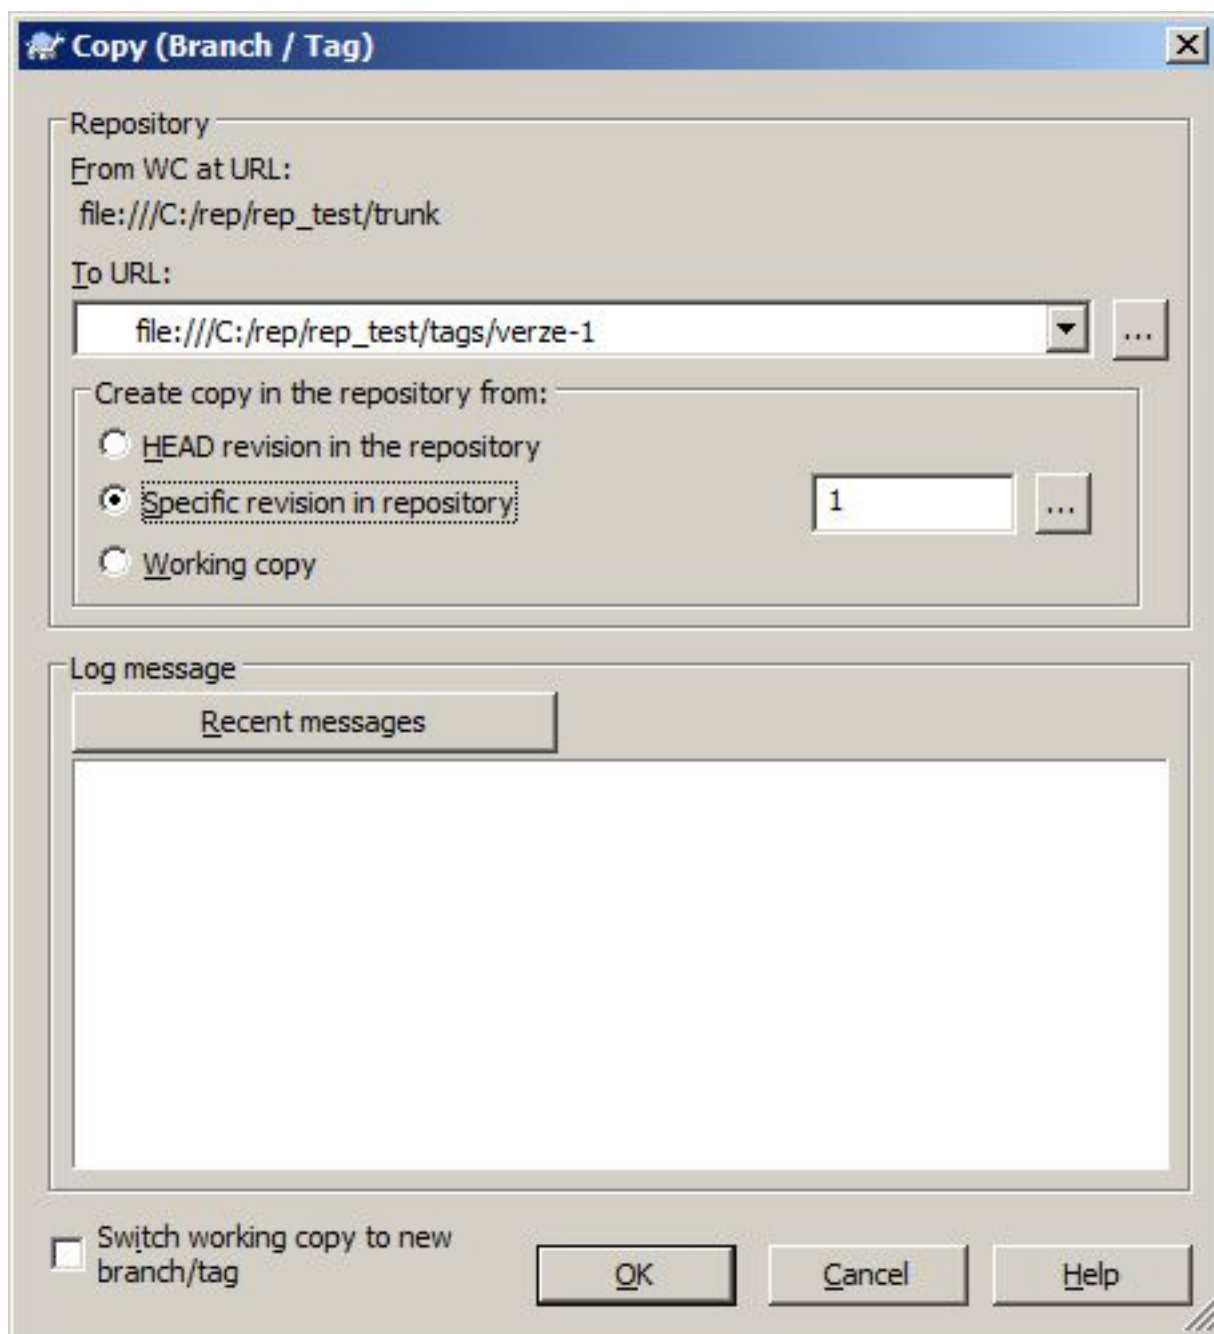 Copy (Branch / Tag)
Repository
From WC at URL:
file:///C:/rep/rep_test/trunk
To URL:
file:///C:/rep/rep_test/tags/verze-1
...
Create copy in the repository from:
HEAD revision in the repository
Specific revision in repository 1 ...
Working copy
Log message
Recent messages
Switch working copy to new
branch/tag
OK Cancel Help